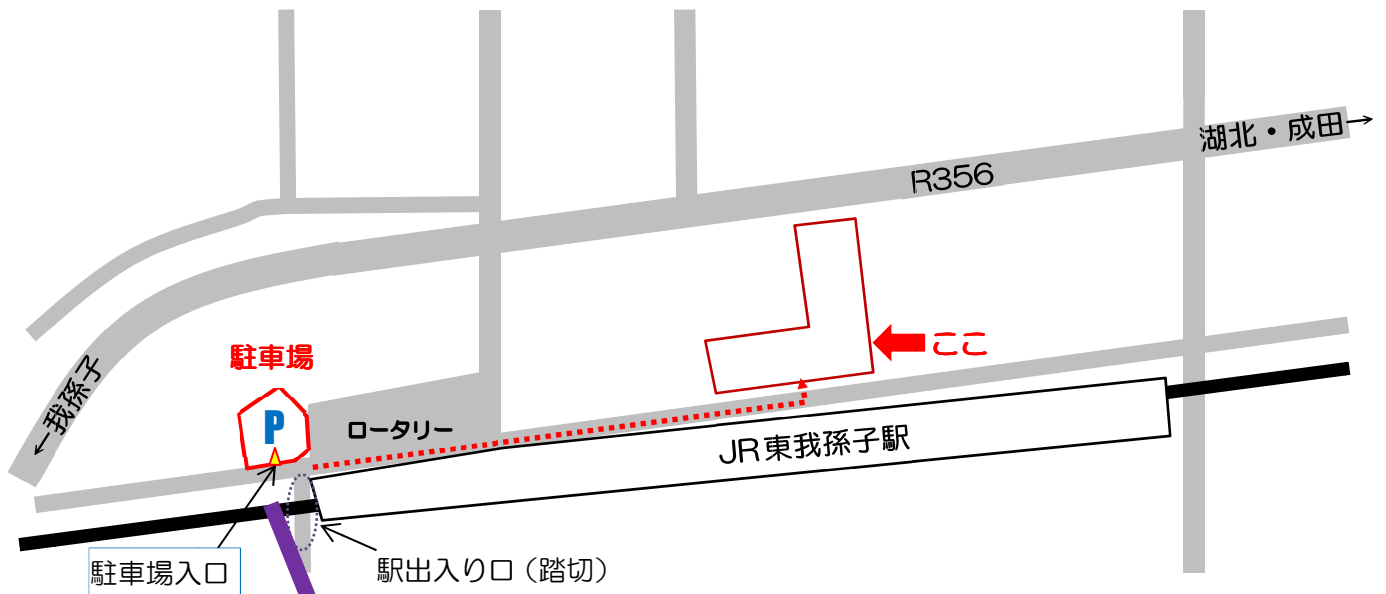 湖北・成田→
R356
ここ
←我孫子
駐車場
P
ロータリー
JR東我孫子駅
駐車場入口
駅出入り口（踏切）